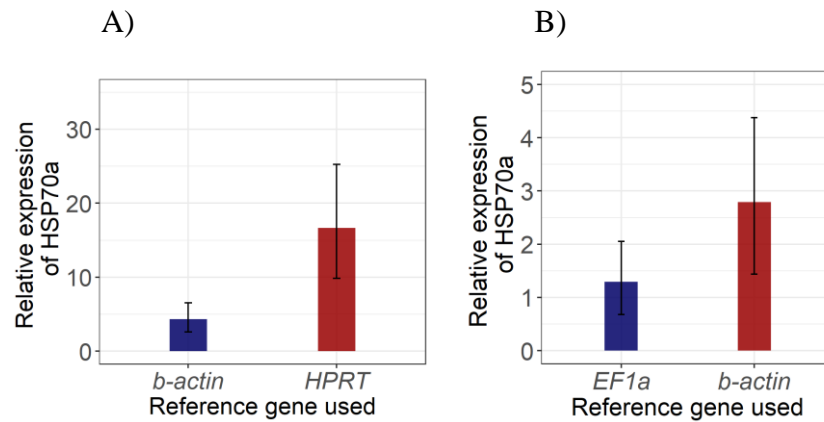 A)
Relative expression
of HSP70a
30
20
10
0
b-actin HPRT
Reference gene used
B)
Relative expression
of HSP70a
5
4
3
2
1
0
EF1a b-actin
Reference gene used